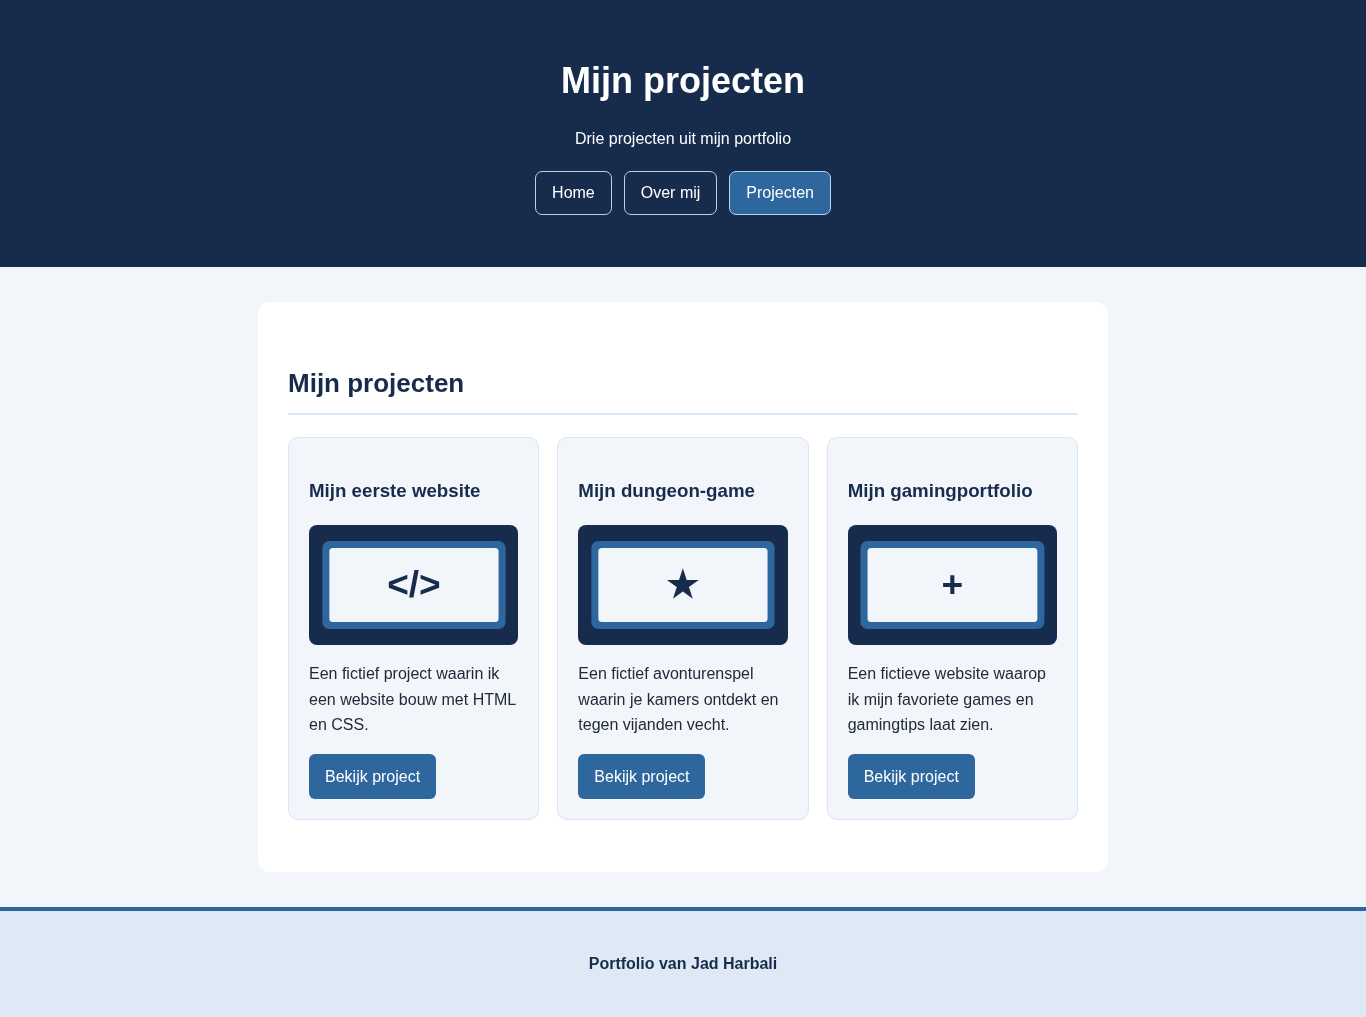 Mijn projecten
Drie projecten uit mijn portfolio
Home
Over mij
Projecten
Mijn projecten
Mijn eerste website
</>
Een fictief project waarin ik
een website bouw met HTML
en CSS.
Bekijk project
Mijn dungeon-game
★
Een fictief avonturenspel
waarin je kamers ontdekt en
tegen vijanden vecht.
Bekijk project
Mijn gamingportfolio
+
Een fictieve website waarop
ik mijn favoriete games en
gamingtips laat zien.
Bekijk project
Portfolio van Jad Harbali